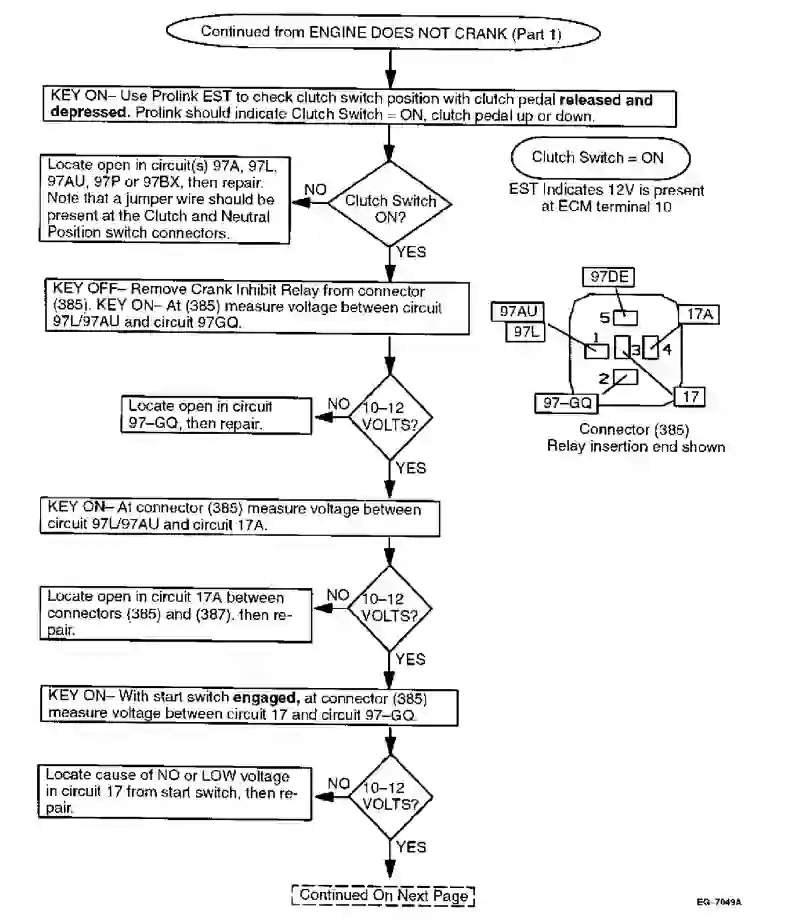 Continued from ENGINE DOES NOT CRANK (Part 1)
KEY ON– Use Prolink EST to check clutch switch position with clutch pedal released and
depressed. Prolink should indicate Clutch Switch = ON, clutch pedal up or down.
Locate open in circuit(s) 97A, 97L,
97AU, 97P or 97BX, then repair.
Note that a jumper wire should be
present at the Clutch and Neutral
Position switch connectors.
NO
Clutch Switch
ON?
YES
Clutch Switch = ON
EST Indicates 12V is present
at ECM terminal 10
KEY OFF– Remove Crank Inhibit Relay from connector
(385). KEY ON– At (385) measure voltage between circuit
97L/97AU and circuit 97GQ.
97DE
97AU
97L
17A
5
1
3
4
2
97–GQ
17
Connector (385)
Relay insertion end shown
Locate open in circuit
97–GQ, then repair.
NO
10–12
VOLTS?
YES
KEY ON– At connector (385) measure voltage between
circuit 97L/97AU and circuit 17A.
Locate open in circuit 17A between
connectors (385) and (387). then re-
pair.
NO
10–12
VOLTS?
YES
KEY ON– With start switch engaged, at connector (385)
measure voltage between circuit 17 and circuit 97–GQ.
Locate cause of NO or LOW voltage
in circuit 17 from start switch, then re-
pair.
NO
10–12
VOLTS?
YES
Continued On Next Page
EG–7049A